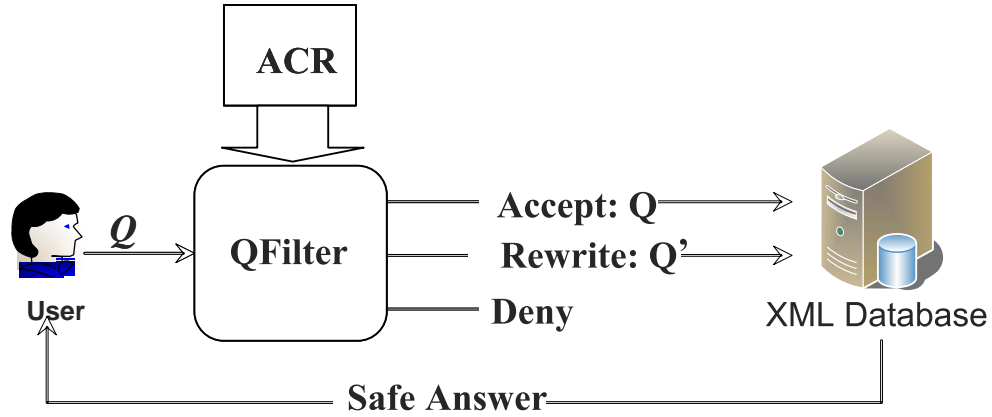 ACR
Q
QFilter
Accept: Q
Rewrite: Q’
Deny
User
XML Database
Safe Answer